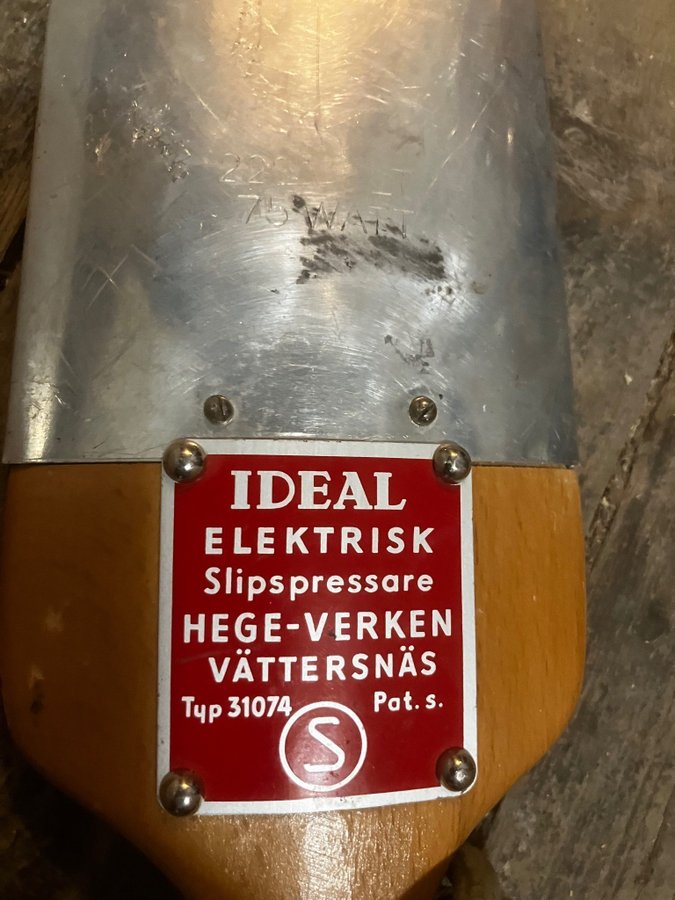 75 WATT
IDEAL
ELEKTRISK
Slipspressare
HEGE-VERKEN
VÄTTERSNÄS
Typ 31074 Pat. s.
S